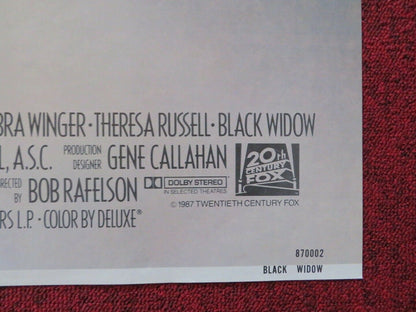 BRA WINGER · THERESA RUSSELL · BLACK WIDOW
L, A.S.C. PRODUCTION DESIGNER GENE CALLAHAN
DIRECTED BY BOB RAFELSON
DOLBY STEREO
IN SELECTED THEATRES
20th CENTURY FOX
© 1987 TWENTIETH CENTURY FOX
RS L.P · COLOR BY DELUXE®
870002
BLACK WIDOW